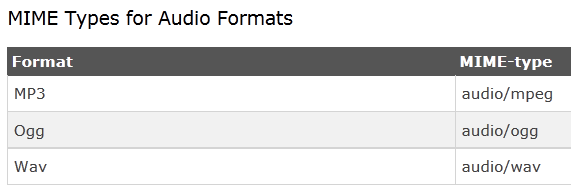 MIME Types for Audio Formats
Format MIME-type
MP3 audio/mpeg
Ogg audio/ogg
Wav audio/wav